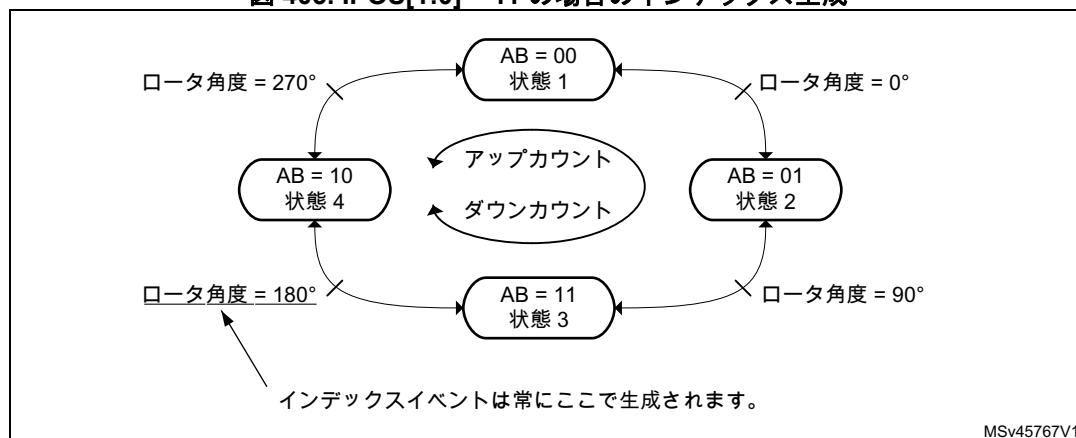 AB = 00
状態 1
ロータ角度 = 270°
ロータ角度 = 0°
アップカウント
ダウンカウント
AB = 10
状態 4
AB = 01
状態 2
ロータ角度 = 180°
AB = 11
状態 3
ロータ角度 = 90°
インデックスイベントは常にここで生成されます。
MSv45767V1